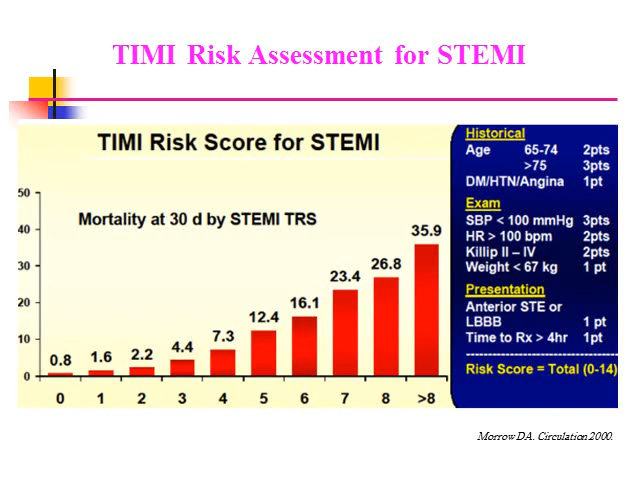 TIMI Risk Assessment for STEMI
TIMI Risk Score for STEMI
Mortality at 30 d by STEMI TRS
50
40
30
20
10
0
0.8
1.6
2.2
4.4
7.3
12.4
16.1
23.4
26.8
35.9
0 1 2 3 4 5 6 7 8 >8
Historical
Age 65-74 2pts
>75 3pts
DM/HTN/Angina 1pt
Exam
SBP < 100 mmHg 3pts
HR > 100 bpm 2pts
Killip II – IV 2pts
Weight < 67 kg 1 pt
Presentation
Anterior STE or
LBBB 1 pt
Time to Rx > 4hr 1pt
Risk Score = Total (0-14)
Morrow DA. Circulation 2000.